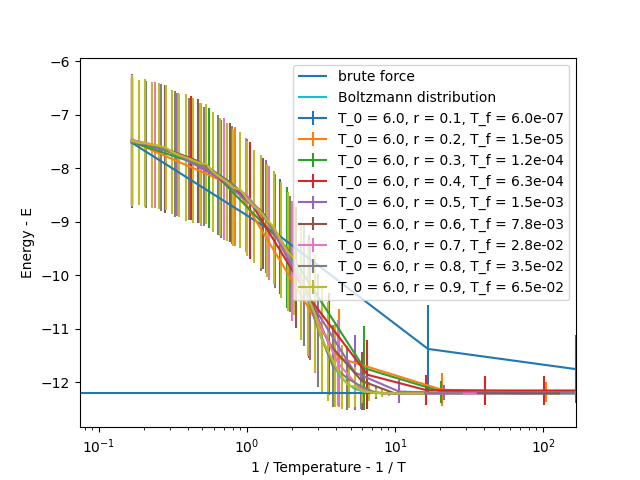 −6
−7
−8
−9
−10
−11
−12
Energy - E
10⁻¹
10⁰
10¹
10²
1 / Temperature - 1 / T
brute force
Boltzmann distribution
T_0 = 6.0, r = 0.1, T_f = 6.0e-07
T_0 = 6.0, r = 0.2, T_f = 1.5e-05
T_0 = 6.0, r = 0.3, T_f = 1.2e-04
T_0 = 6.0, r = 0.4, T_f = 6.3e-04
T_0 = 6.0, r = 0.5, T_f = 1.5e-03
T_0 = 6.0, r = 0.6, T_f = 7.8e-03
T_0 = 6.0, r = 0.7, T_f = 2.8e-02
T_0 = 6.0, r = 0.8, T_f = 3.5e-02
T_0 = 6.0, r = 0.9, T_f = 6.5e-02